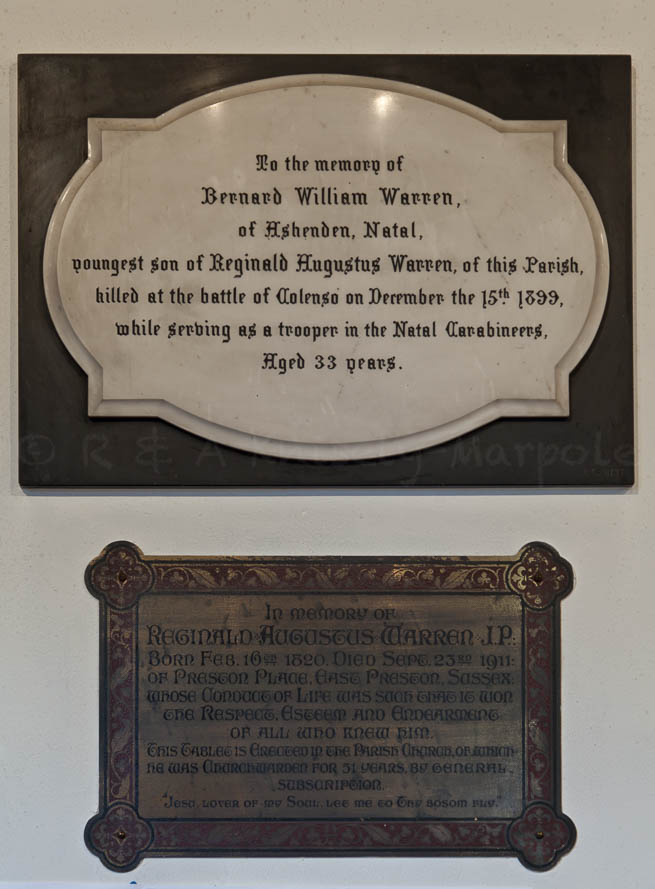 To the memory of
Bernard William Warren,
of Ashenden, Natal,
youngest son of Reginald Augustus Warren, of this Parish,
killed at the battle of Colenso on December the 15th 1899,
while serving as a trooper in the Natal Carabineers,
Aged 33 years.
© R & A Marpole
In memory of
Reginald Augustus Warren J.P.:
Born Feb. 16th 1820. Died Sept. 23rd 1911:
of Preston Place, East Preston, Sussex:
whose Conduct of Life was such that it won
the Respect, Esteem and Endearment
of all who knew him.
This Tablet is Erected in the Parish Church, of which
he was Churchwarden for 51 years, by general
subscription.
"Jesu, lover of my Soul, let me to Thy bosom fly."